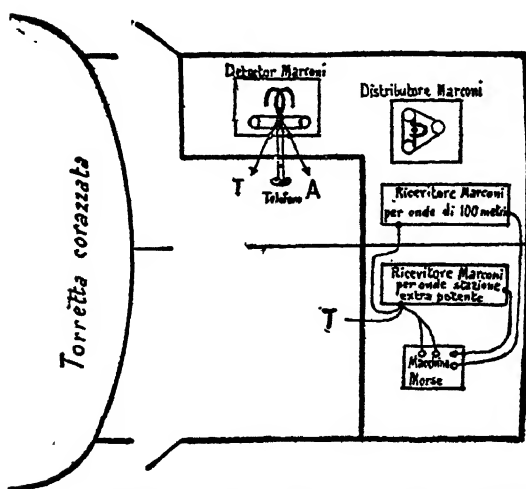 Torretta corazzata
Detector Marconi
T
A
Telefono
Distributore Marconi
Ricevitore Marconi
per onde di 100 metri
Ricevitore Marconi
per onde stazione
extra potente
T
Macchina
Morse